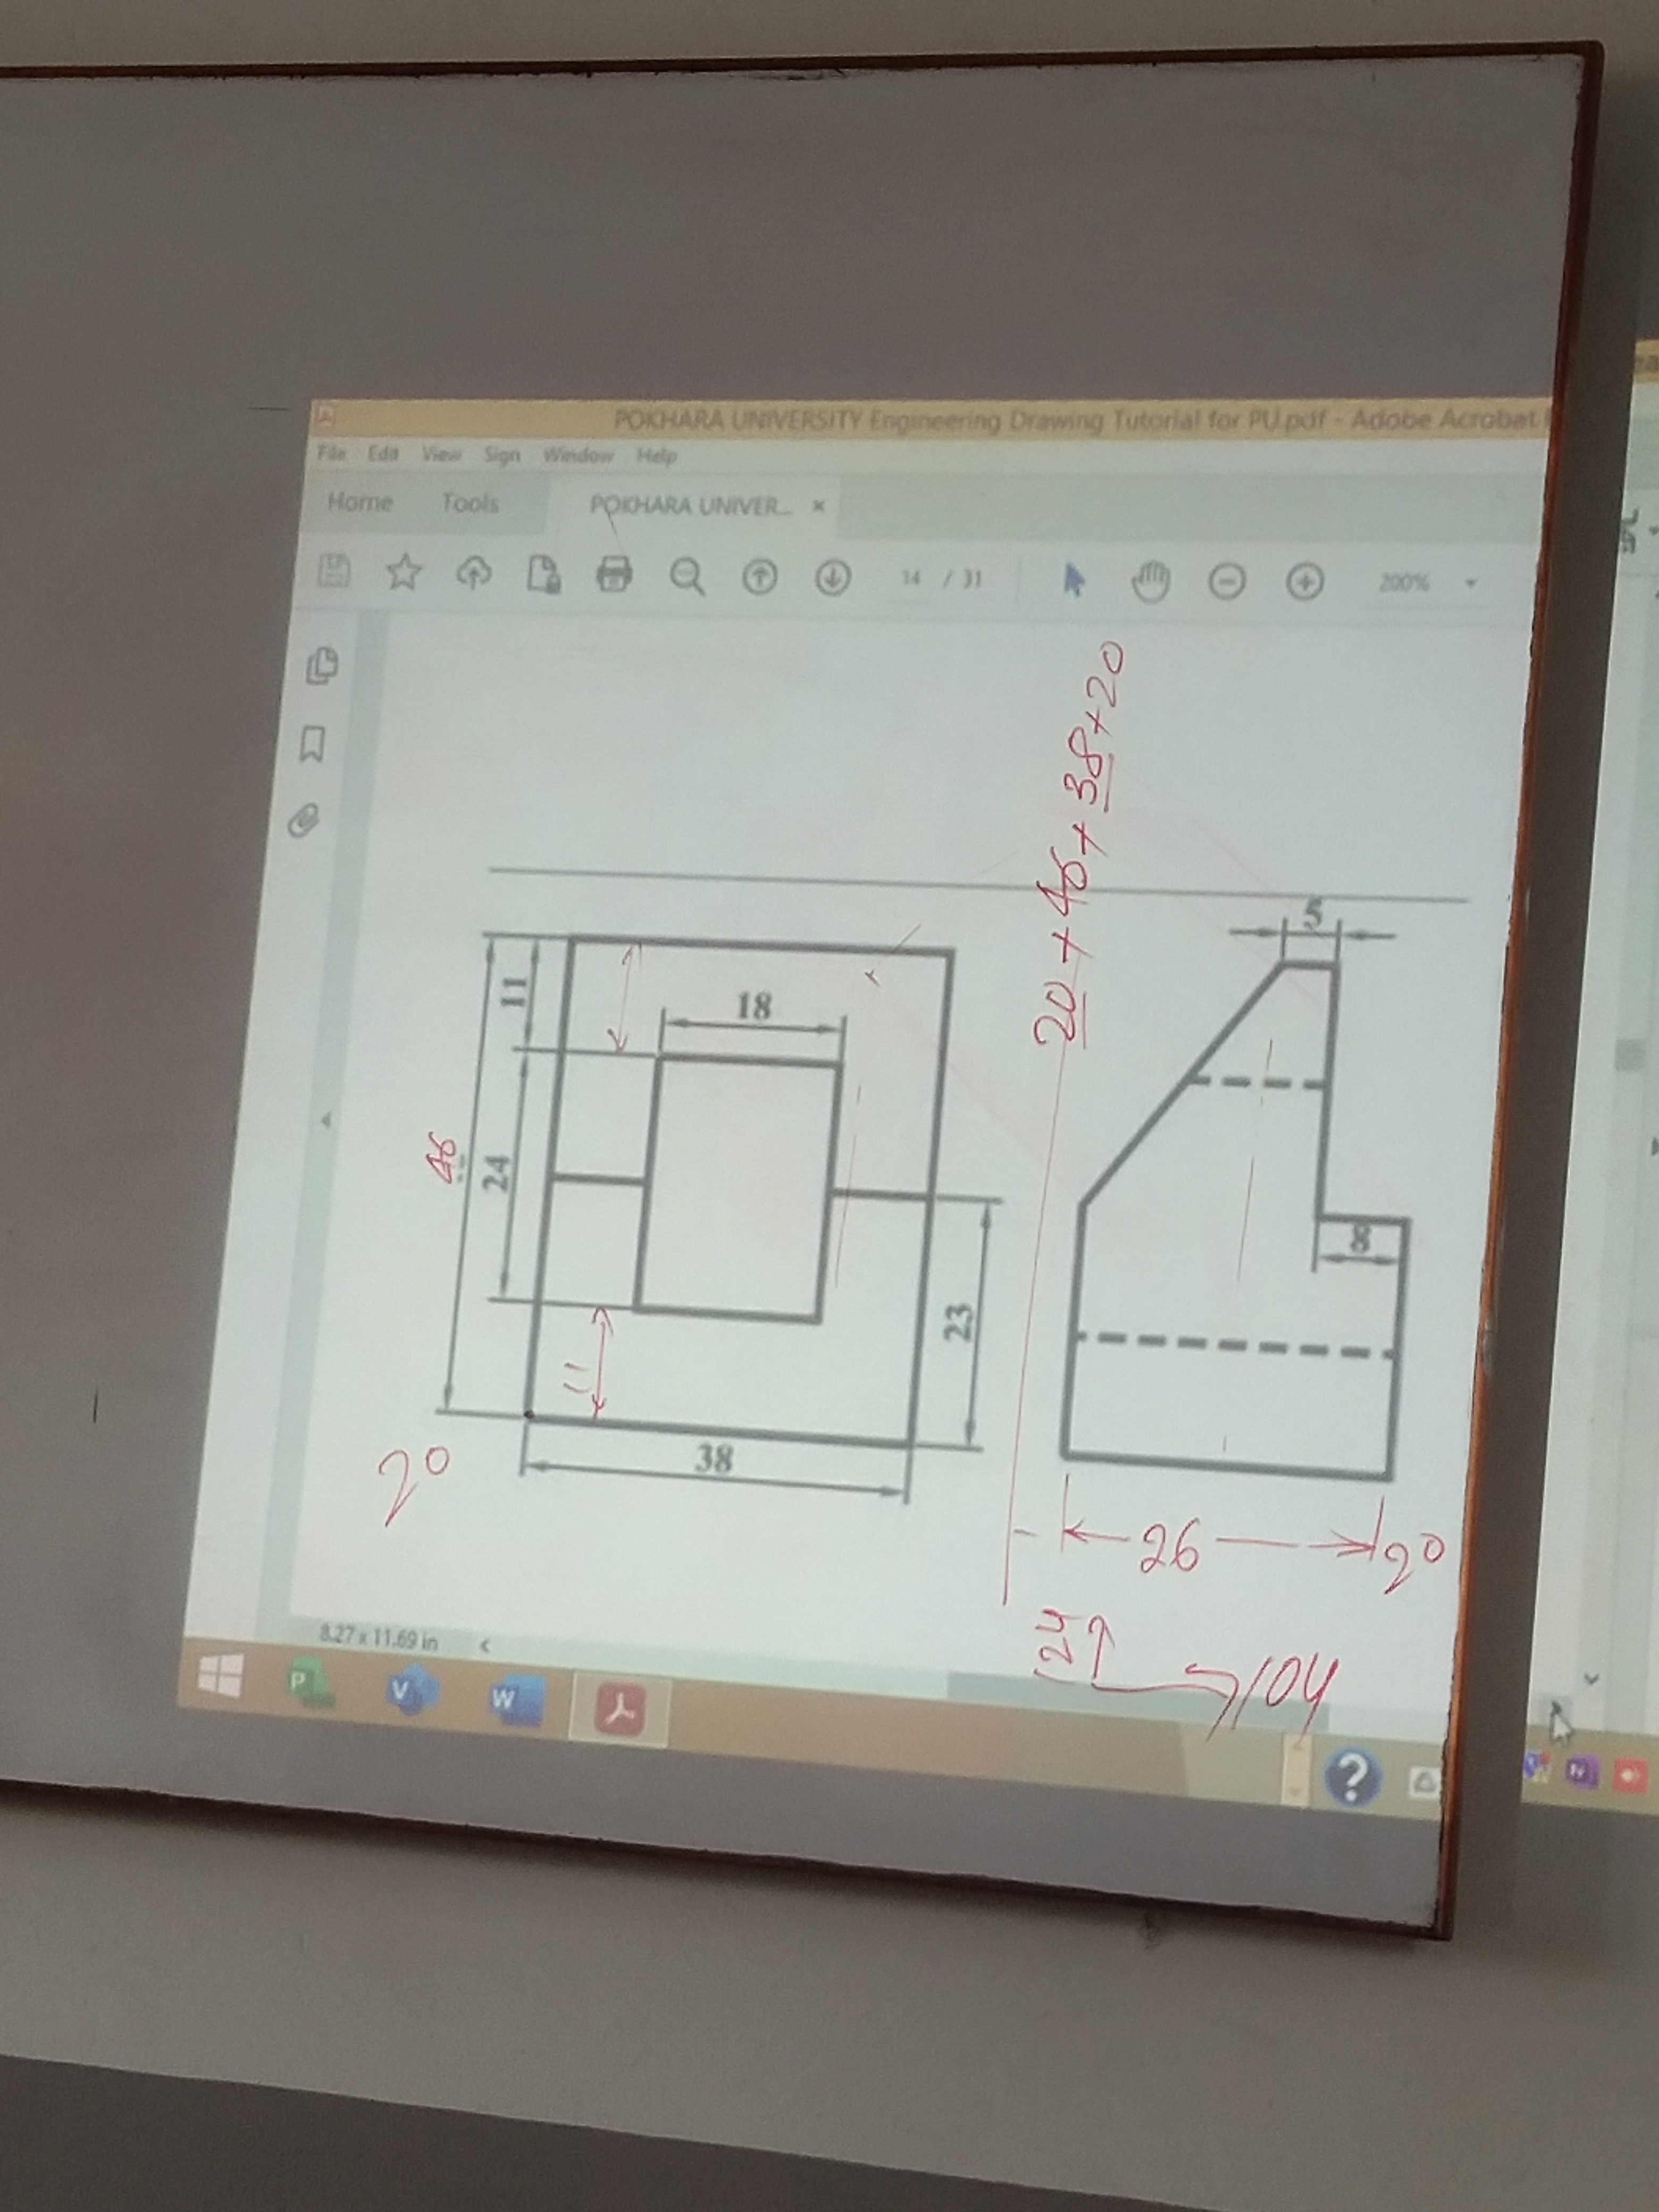 POKHARA UNIVERSITY Engineering Drawing Tutorial for PU.pdf - Adobe Acrobat
File Edit View Sign Window Help
Home Tools POKHARA UNIVER... ×
14 / 31 200%
20 + 46 + 38 + 20
5
11
18
46
24
8
23
11
38
20
26
20
124
104
8.27 x 11.69 in
P
V
W
?